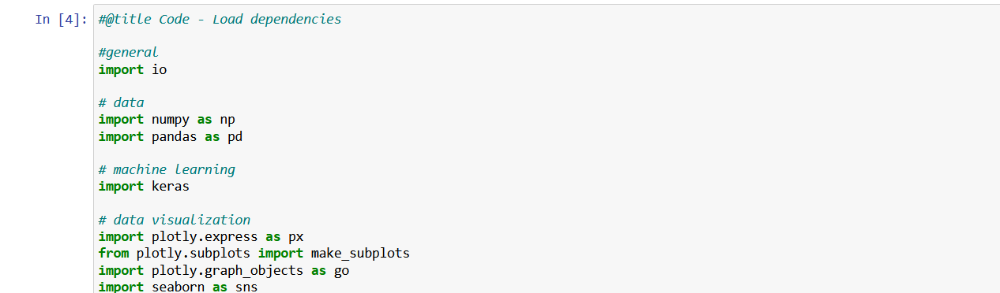 In [4]: #@title Code - Load dependencies
#general
import io
# data
import numpy as np
import pandas as pd
# machine learning
import keras
# data visualization
import plotly.express as px
from plotly.subplots import make_subplots
import plotly.graph_objects as go
import seaborn as sns